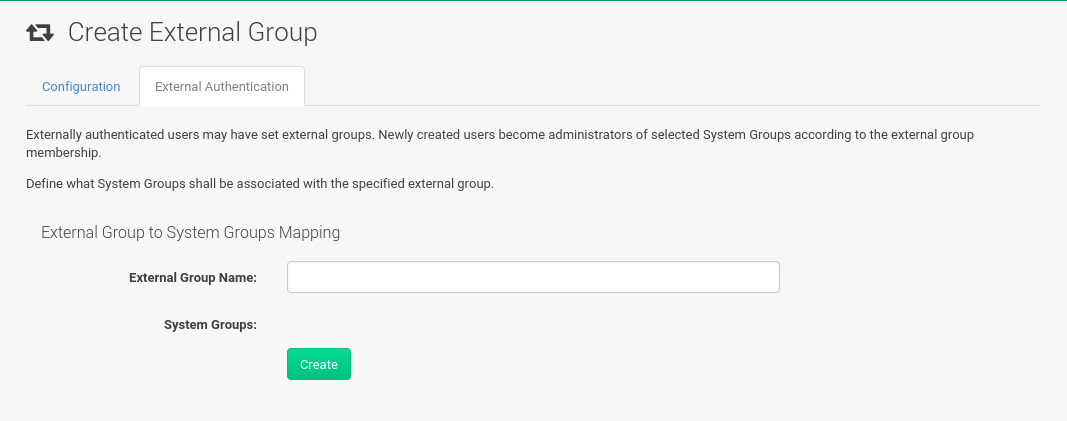 Create External Group
Configuration
External Authentication
Externally authenticated users may have set external groups. Newly created users become administrators of selected System Groups according to the external group
membership.
Define what System Groups shall be associated with the specified external group.
External Group to System Groups Mapping
External Group Name:
System Groups:
Create